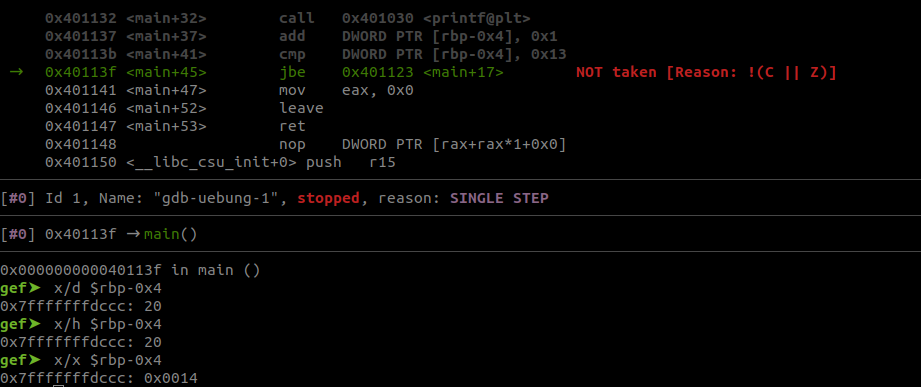 0x401132 <main+32> call 0x401030 <printf@plt>
0x401137 <main+37> add DWORD PTR [rbp-0x4], 0x1
0x40113b <main+41> cmp DWORD PTR [rbp-0x4], 0x13
→ 0x40113f <main+45> jbe 0x401123 <main+17> NOT taken [Reason: !(C || Z)]
0x401141 <main+47> mov eax, 0x0
0x401146 <main+52> leave
0x401147 <main+53> ret
0x401148 nop DWORD PTR [rax+rax*1+0x0]
0x401150 <__libc_csu_init+0> push r15
[#0] Id 1, Name: "gdb-uebung-1", stopped, reason: SINGLE STEP
[#0] 0x40113f → main()
0x000000000040113f in main ()
gef➤ x/d $rbp-0x4
0x7fffffffdccc: 20
gef➤ x/h $rbp-0x4
0x7fffffffdccc: 20
gef➤ x/x $rbp-0x4
0x7fffffffdccc: 0x0014